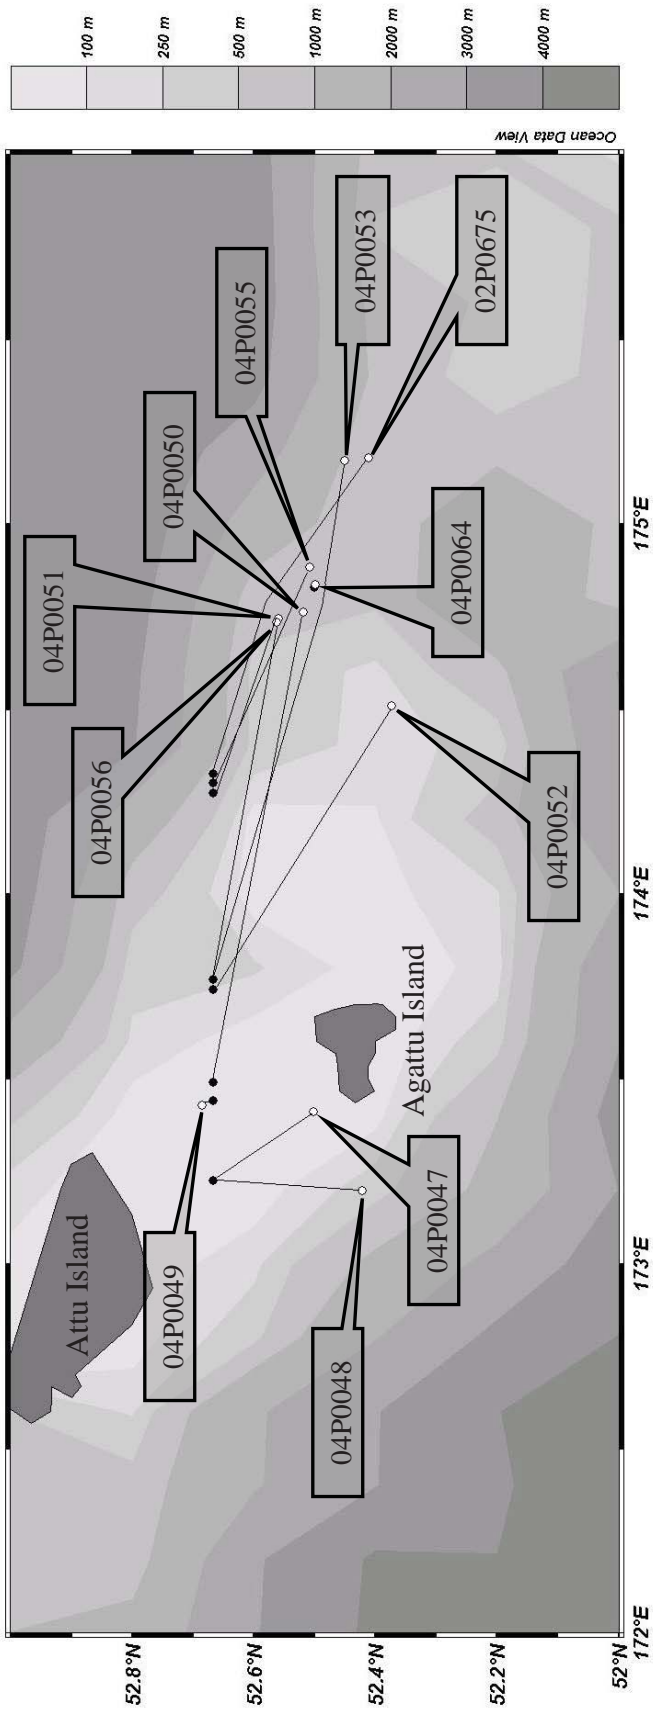 100 m
250 m
500 m
1000 m
2000 m
3000 m
4000 m
Ocean Data View
04P0051
04P0050
04P0055
04P0053
02P0675
04P0056
04P0064
04P0052
Attu Island
Agattu Island
04P0049
04P0047
04P0048
52.8°N
52.6°N
52.4°N
52.2°N
52°N
172°E
173°E
174°E
175°E